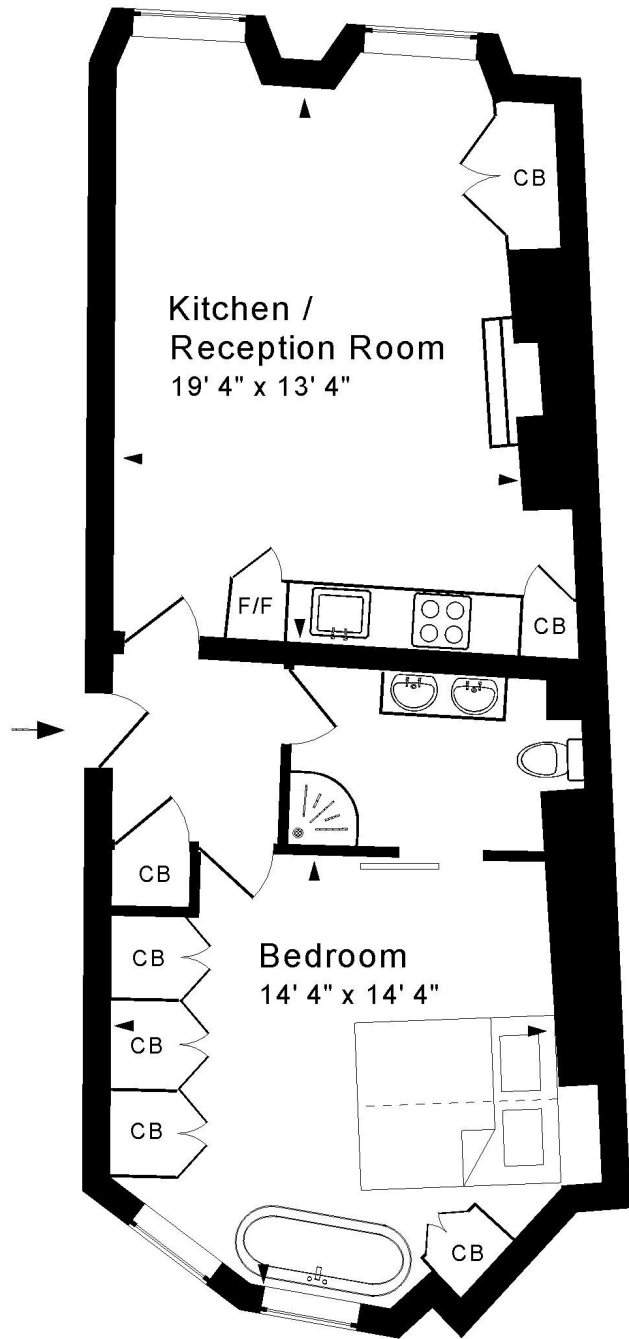 CB
Kitchen /
Reception Room
19' 4" x 13' 4"
F/F
CB
CB
CB
Bedroom
14' 4" x 14' 4"
CB
CB
CB